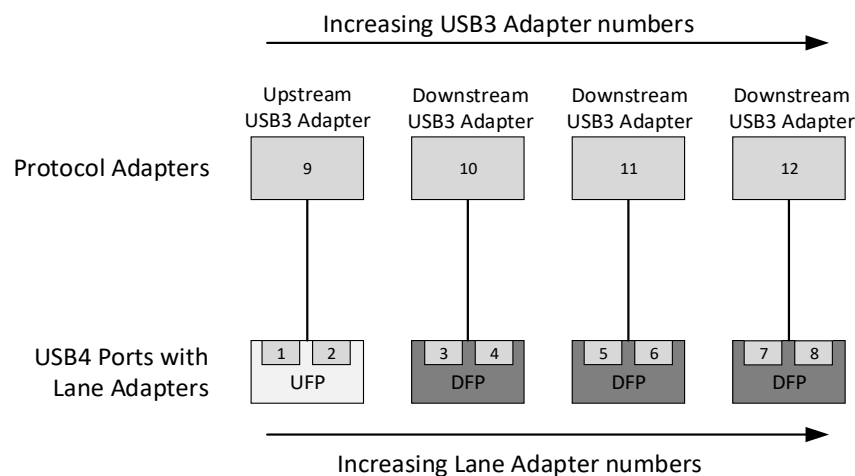 Increasing USB3 Adapter numbers
Upstream
USB3 Adapter
Downstream
USB3 Adapter
Downstream
USB3 Adapter
Downstream
USB3 Adapter
Protocol Adapters
9
10
11
12
USB4 Ports with
Lane Adapters
1
2
UFP
3
4
DFP
5
6
DFP
7
8
DFP
Increasing Lane Adapter numbers